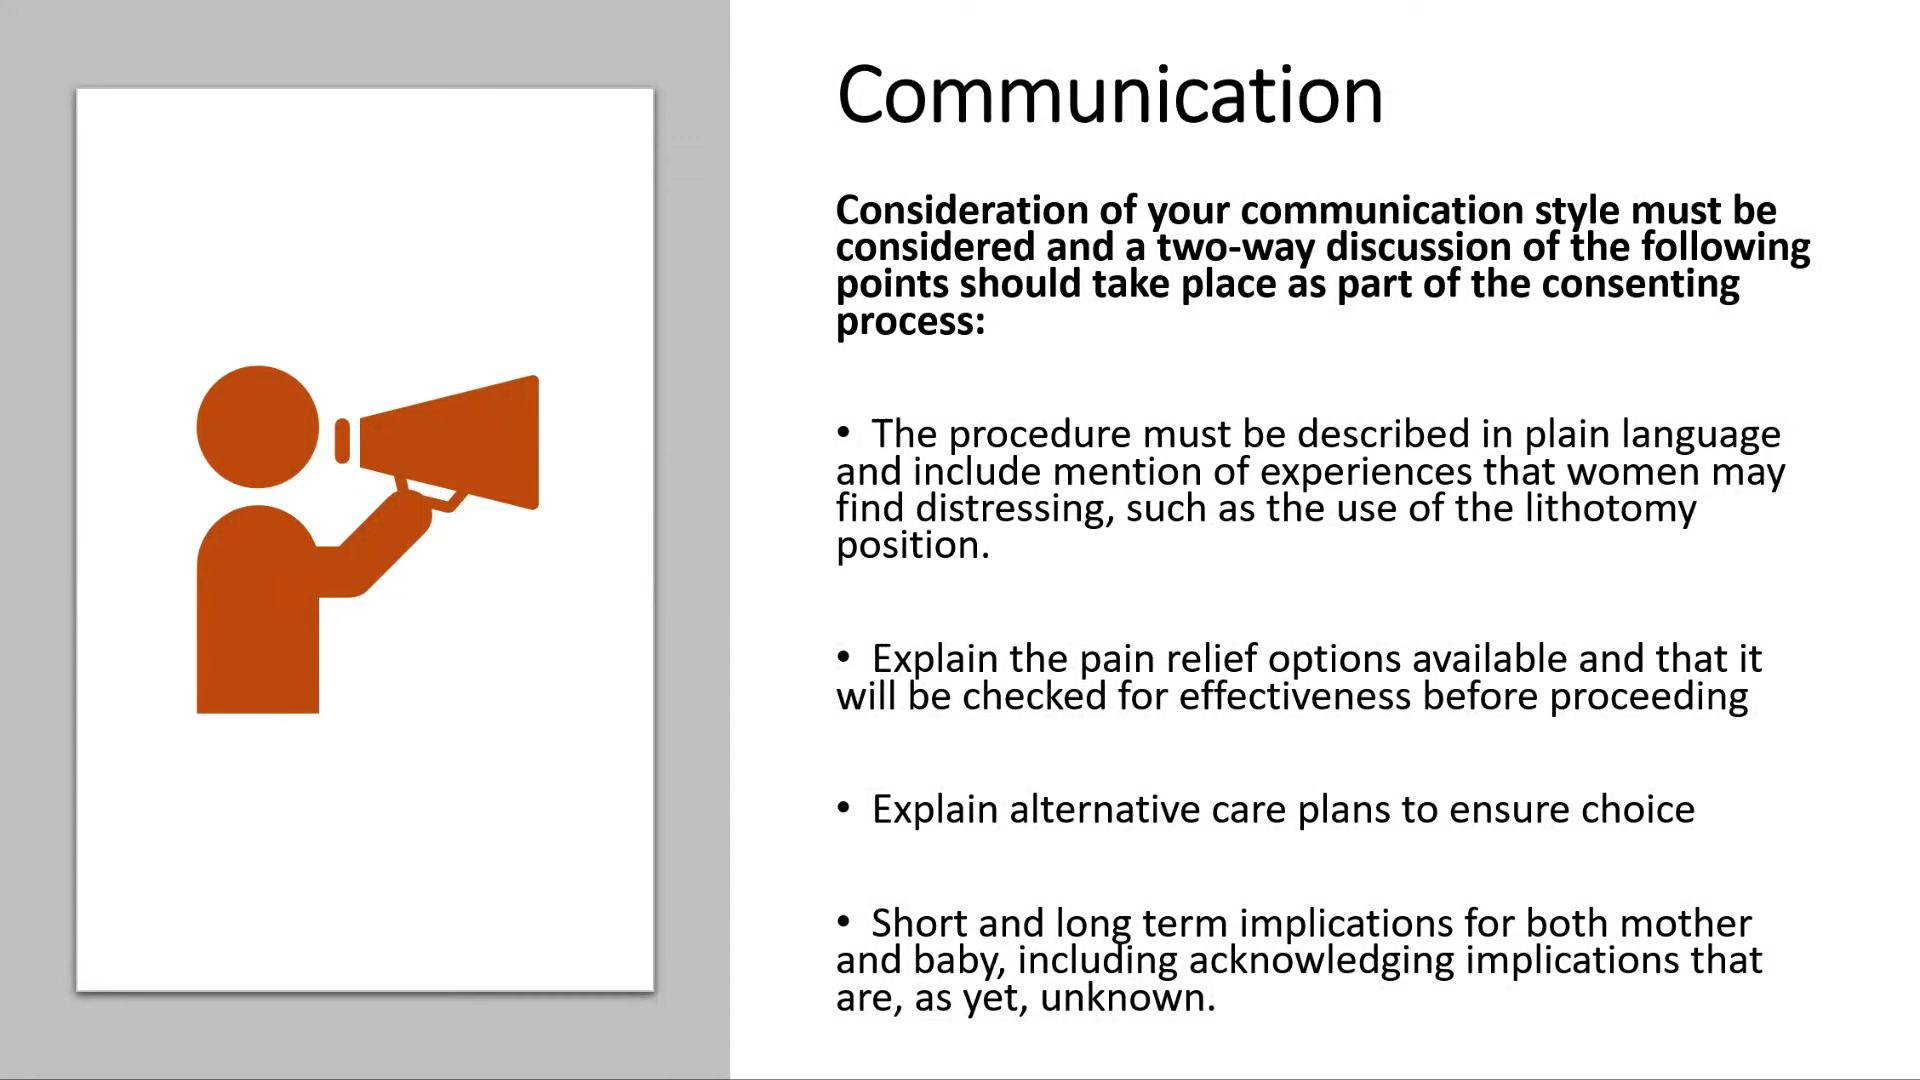 Communication
Consideration of your communication style must be
considered and a two-way discussion of the following
points should take place as part of the consenting
process:
• The procedure must be described in plain language
and include mention of experiences that women may
find distressing, such as the use of the lithotomy
position.
• Explain the pain relief options available and that it
will be checked for effectiveness before proceeding
• Explain alternative care plans to ensure choice
• Short and long term implications for both mother
and baby, including acknowledging implications that
are, as yet, unknown.